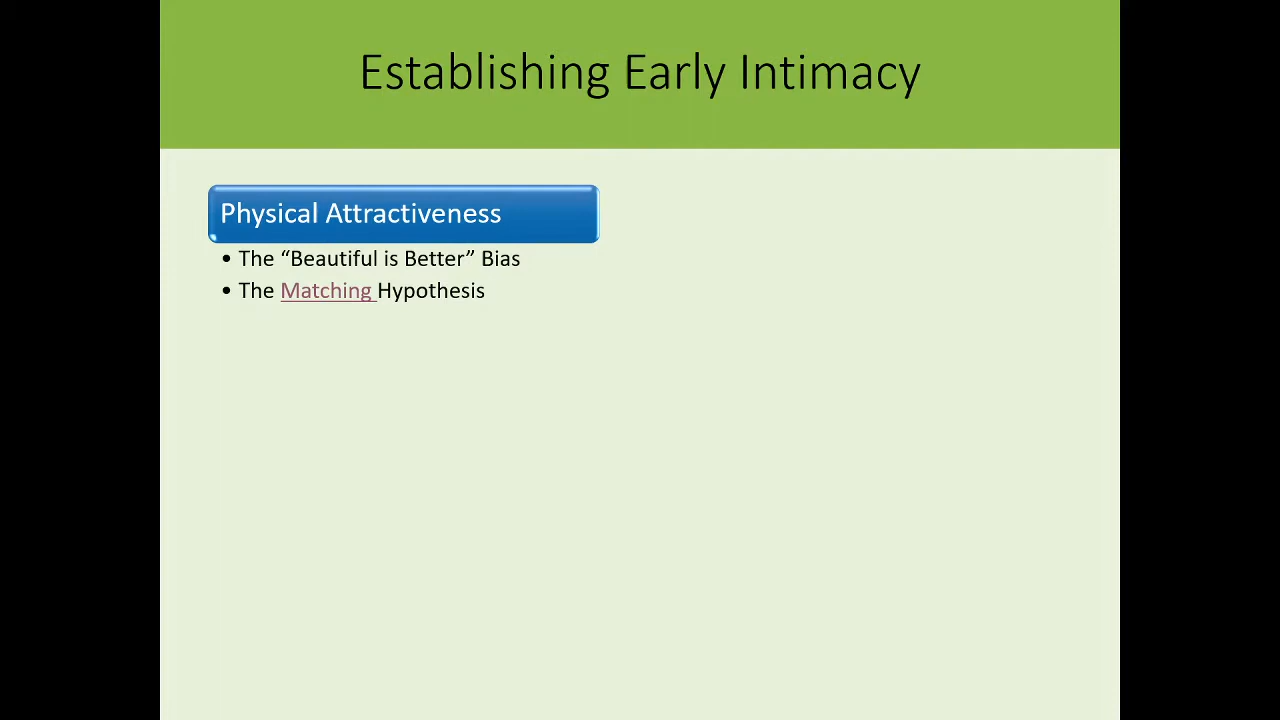 Establishing Early Intimacy
Physical Attractiveness
• The “Beautiful is Better” Bias
• The Matching Hypothesis